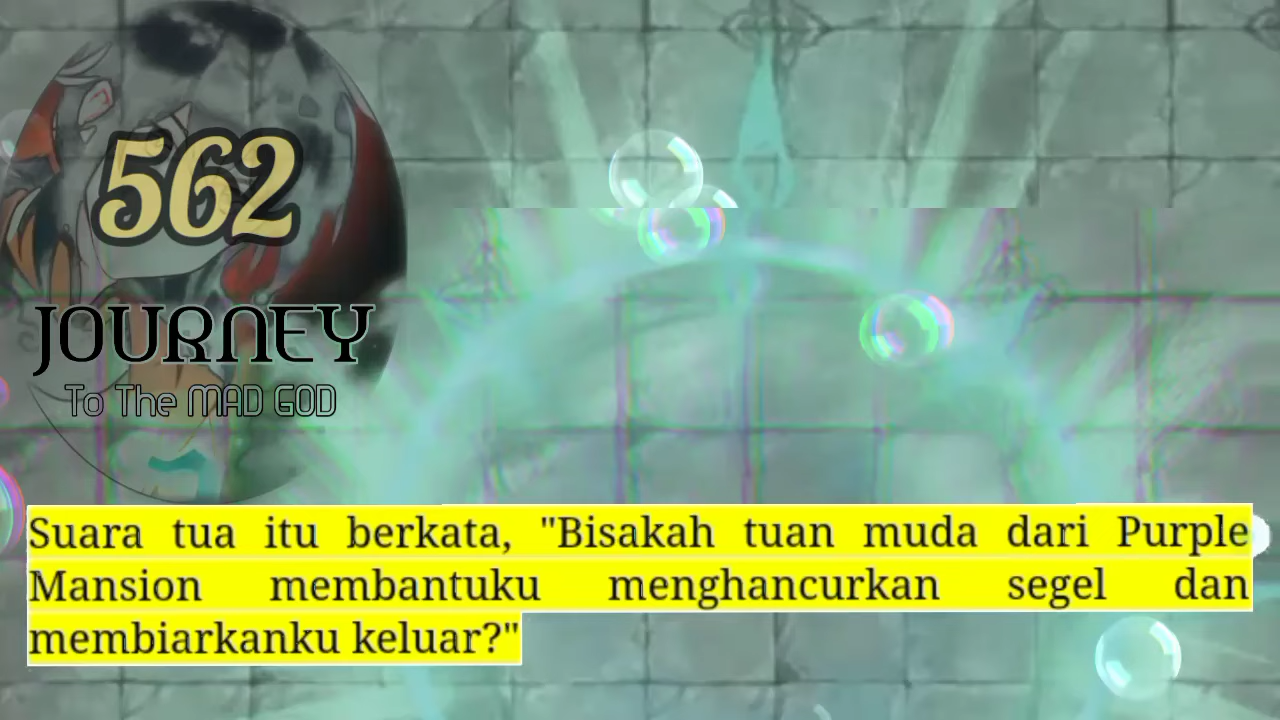 562
JOURNEY
To The MAD GOD
Suara tua itu berkata, "Bisakah tuan muda dari Purple
Mansion membantuku menghancurkan segel dan
membiarkanku keluar?"